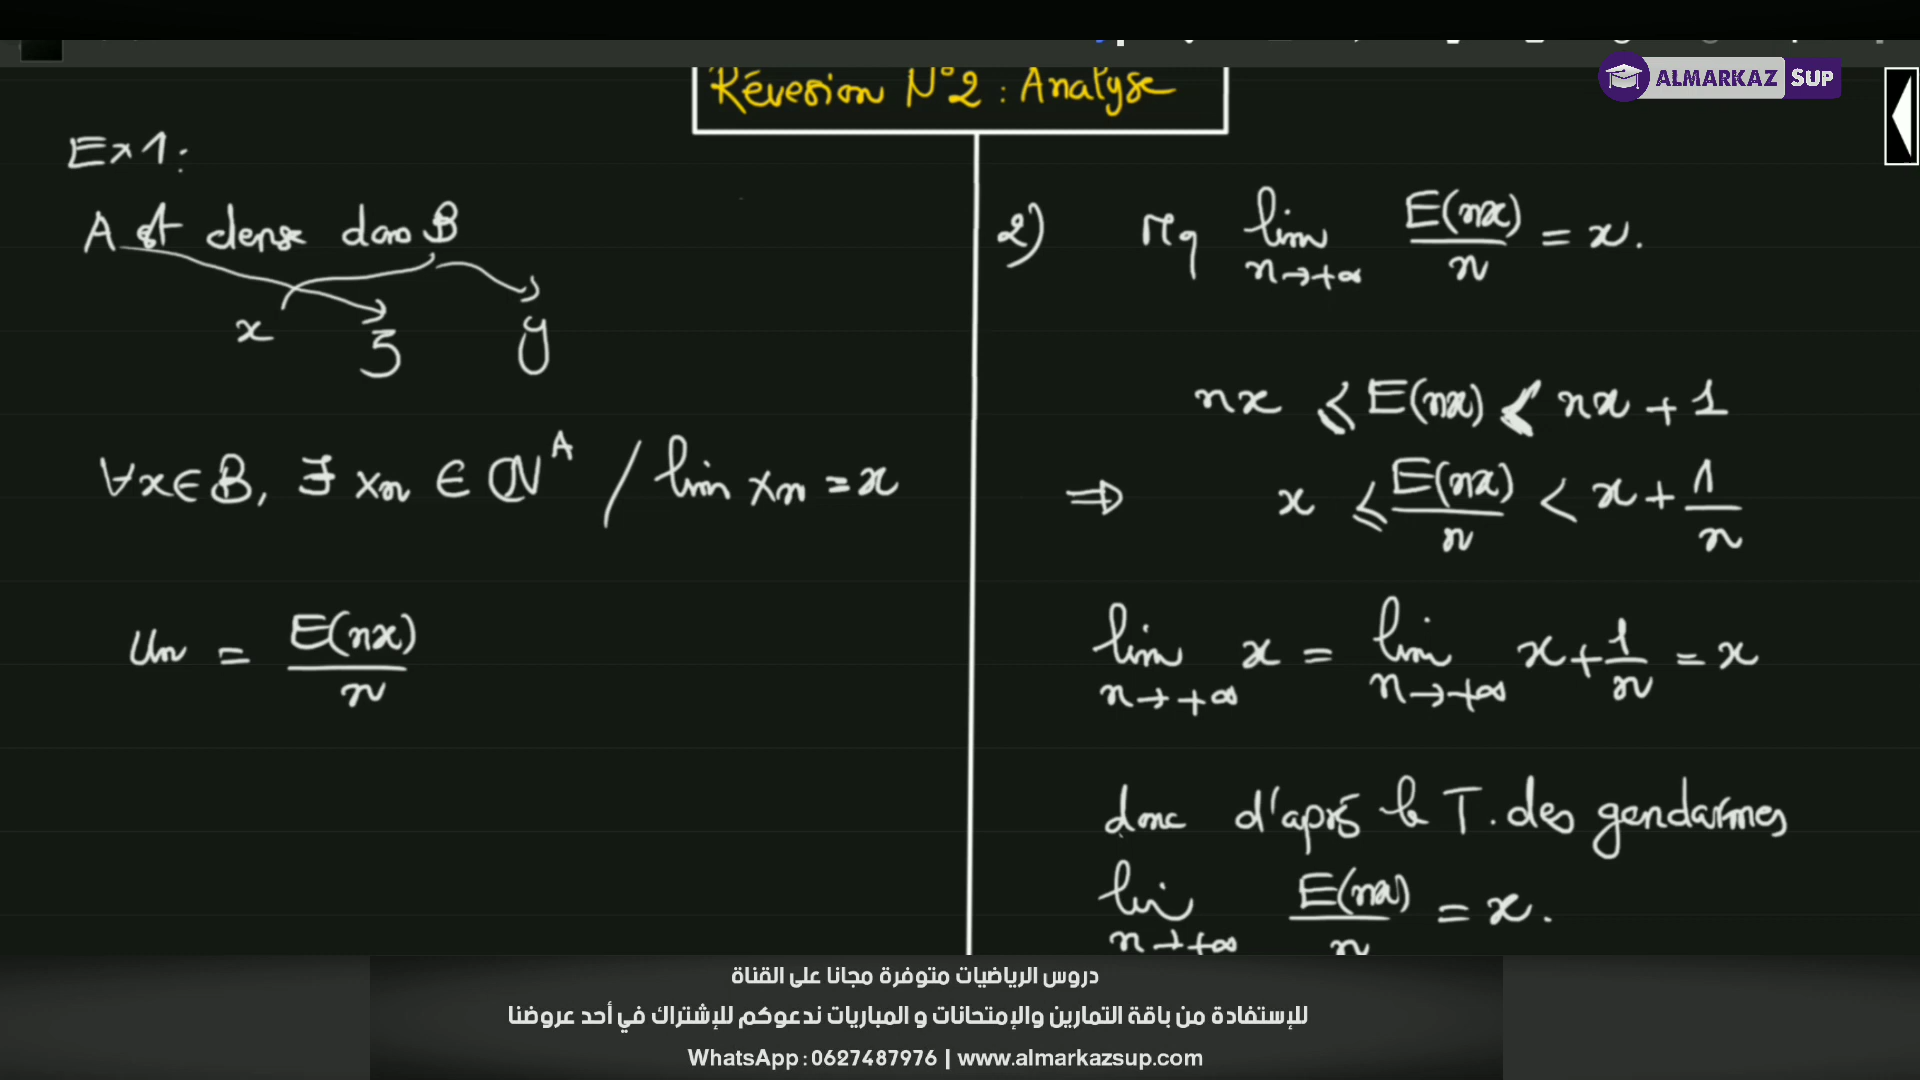 Révision N°2 : Analyse
ALMARKAZ SUP
Ex 1 :
A est dense dans B
x z y
∀x ∈ B, ∃ xn ∈ ℕ^A / lim xn = x
Un = E(nx)/n
2) Mq lim n→+∞ E(nx)/n = x.
nx ≤ E(nx) < nx + 1
⇒ x ≤ E(nx)/n < x + 1/n
lim n→+∞ x = lim n→+∞ x + 1/n = x
donc d'après le T. des gendarmes
lim n→+∞ E(nx)/n = x.
دروس الرياضيات متوفرة مجانا على القناة
للإستفادة من باقة التمارين والإمتحانات و المباريات ندعوكم للإشتراك في أحد عروضنا
WhatsApp : 0627487976 | www.almarkazsup.com